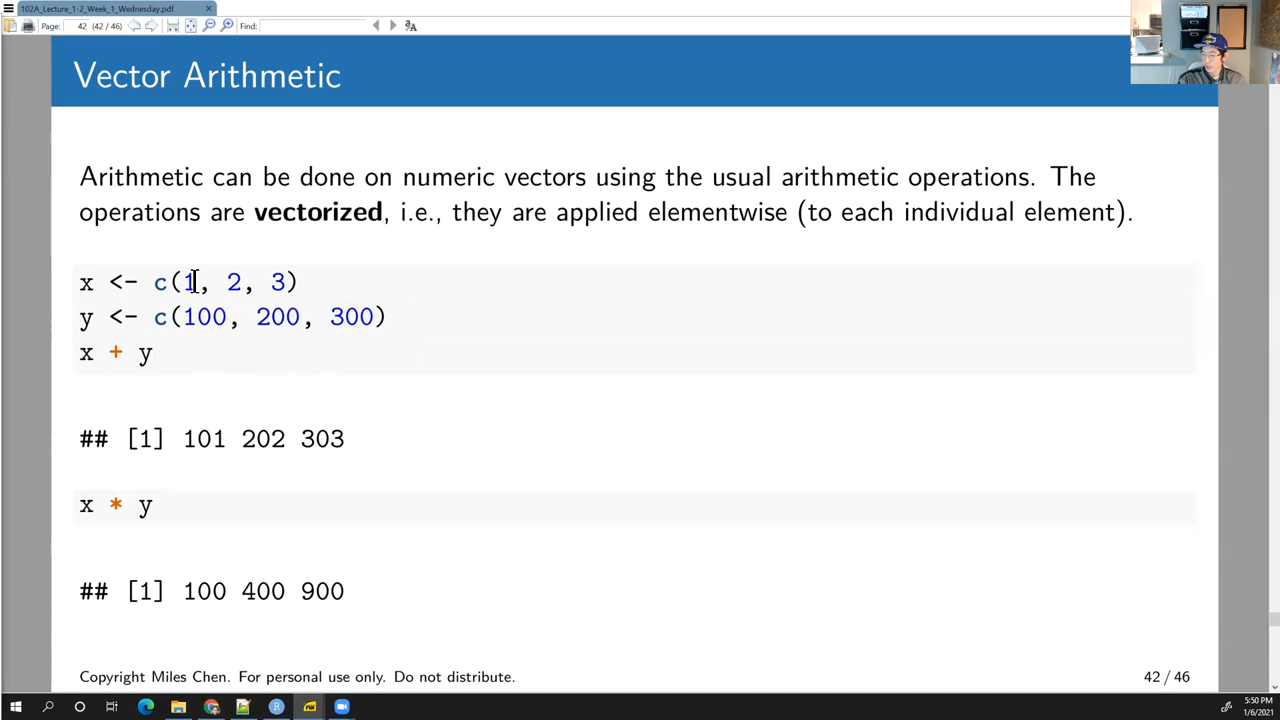 102A_Lecture_1-2_Week_1_Wednesday.pdf
Page: 42 (42 / 46) Find:
Vector Arithmetic
Arithmetic can be done on numeric vectors using the usual arithmetic operations. The
operations are vectorized, i.e., they are applied elementwise (to each individual element).
x <- c(1, 2, 3)
y <- c(100, 200, 300)
x + y
## [1] 101 202 303
x * y
## [1] 100 400 900
Copyright Miles Chen. For personal use only. Do not distribute. 42 / 46
5:50 PM
1/6/2021